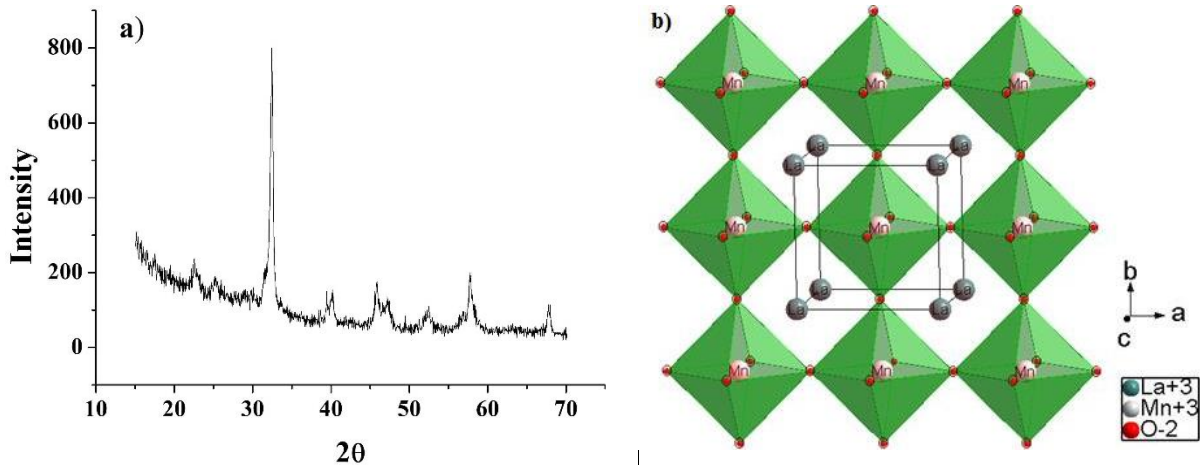 a)
800
600
400
200
0
Intensity
10 20 30 40 50 60 70
2θ
b)
Mn Mn Mn
La La
La La
Mn Mn Mn
La La
La La
Mn Mn Mn
b
a
c
La+3
Mn+3
O-2